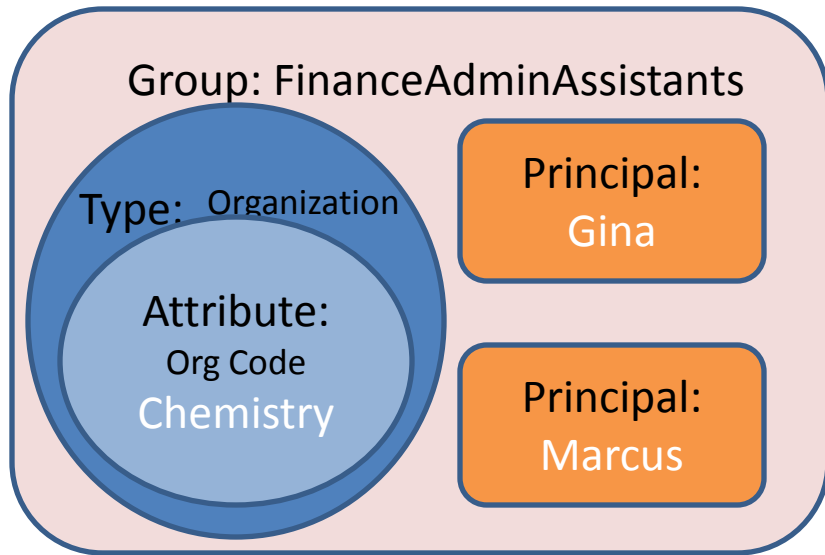 Group: FinanceAdminAssistants
Type: Organization
Attribute:
Org Code
Chemistry
Principal:
Gina
Principal:
Marcus